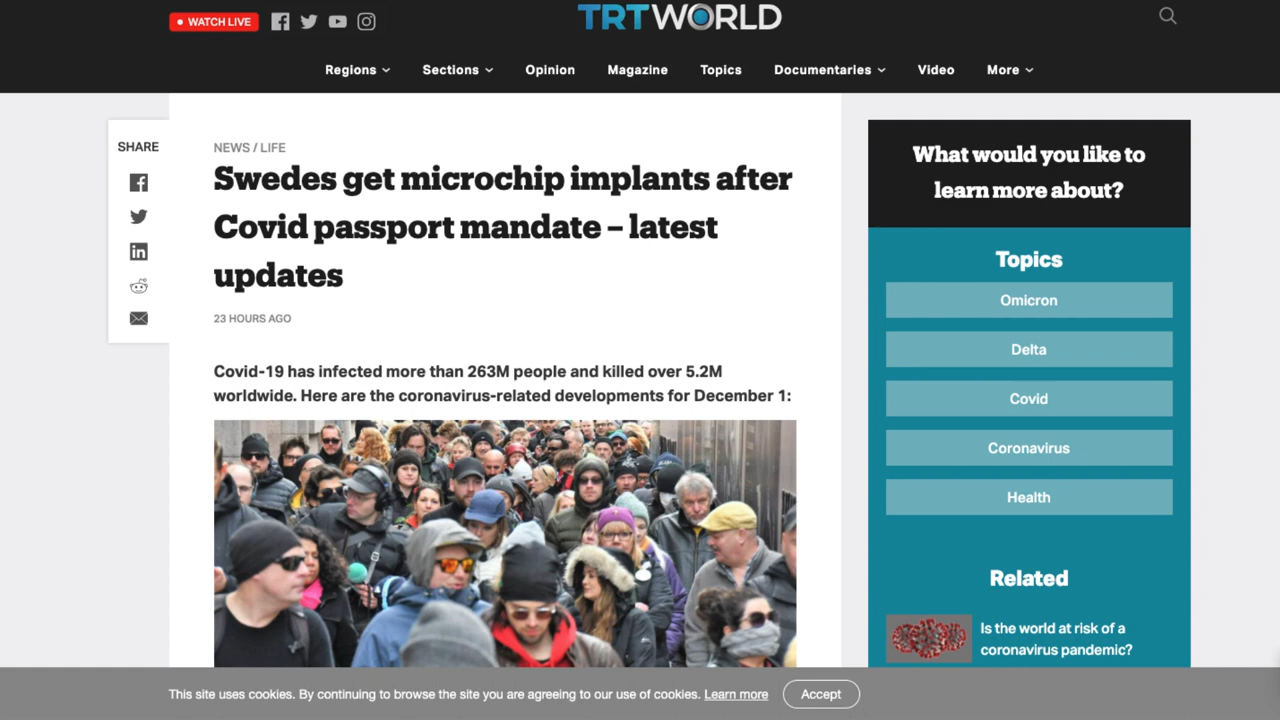 WATCH LIVE
TRTWORLD
Regions
Sections
Opinion
Magazine
Topics
Documentaries
Video
More
SHARE
NEWS / LIFE
Swedes get microchip implants after
Covid passport mandate – latest
updates
23 HOURS AGO
Covid-19 has infected more than 263M people and killed over 5.2M
worldwide. Here are the coronavirus-related developments for December 1:
What would you like to
learn more about?
Topics
Omicron
Delta
Covid
Coronavirus
Health
Related
Is the world at risk of a
coronavirus pandemic?
This site uses cookies. By continuing to browse the site you are agreeing to our use of cookies. Learn more
Accept